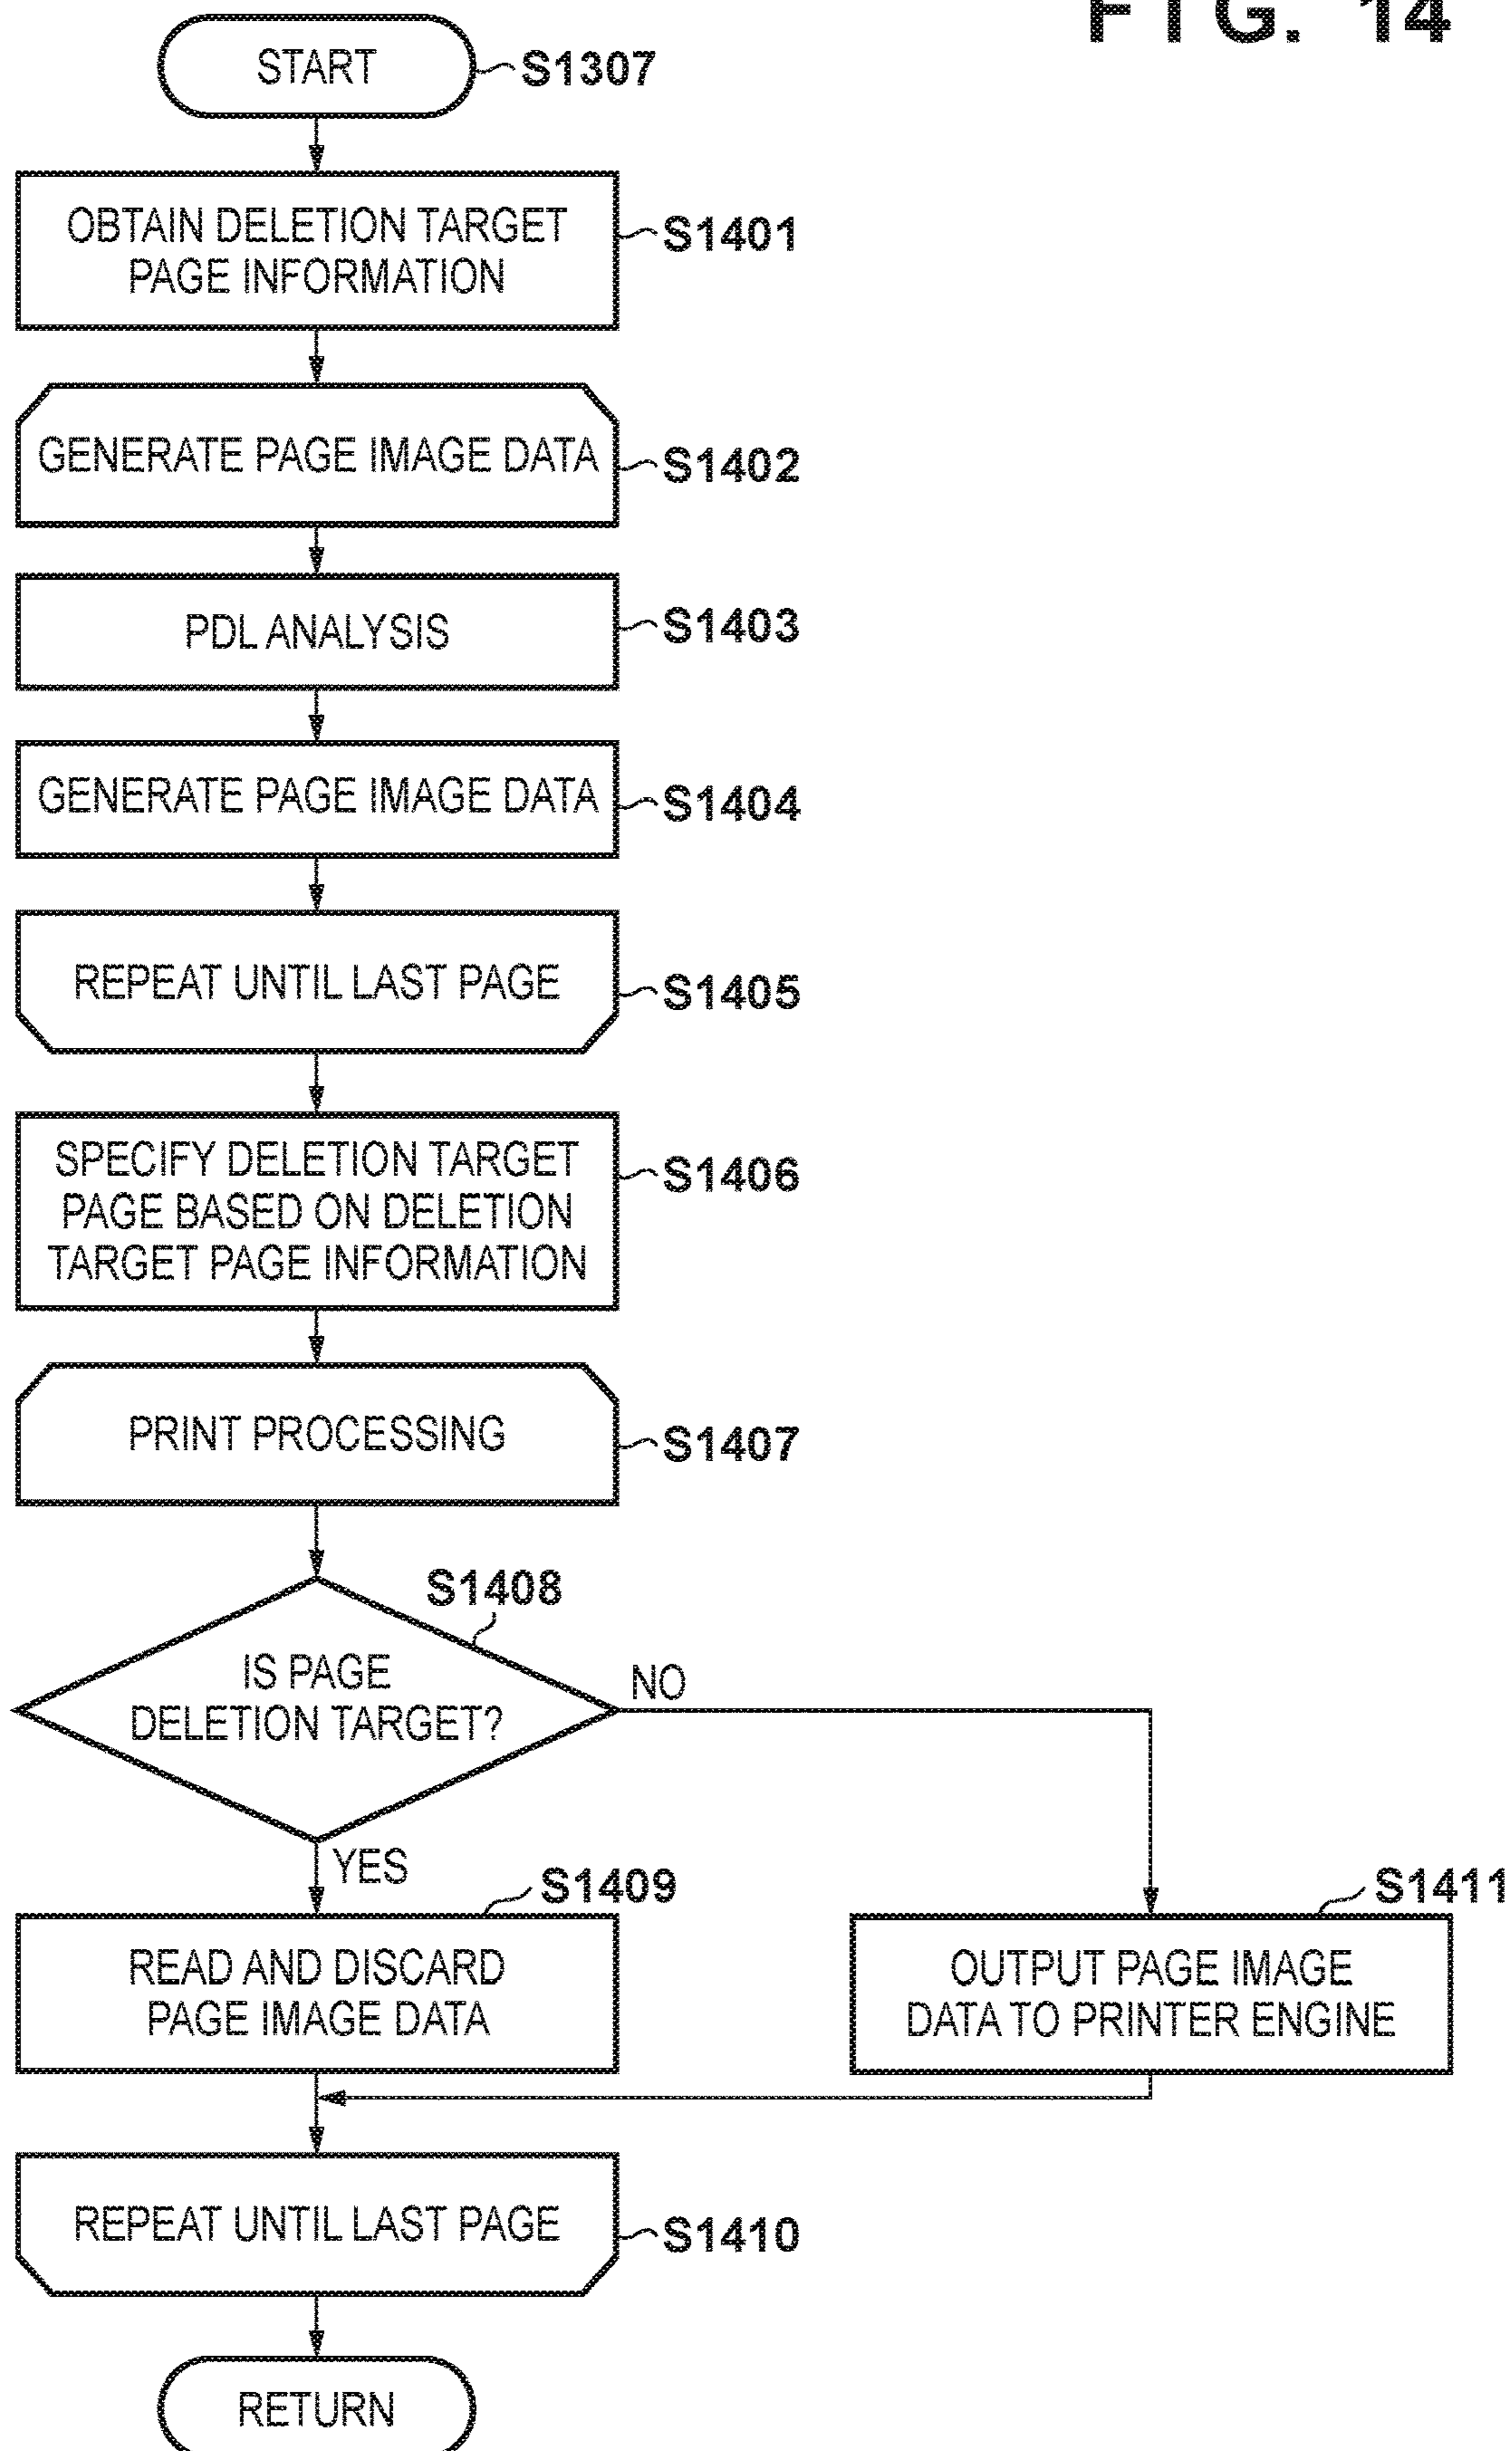 FIG. 14
START
S1307
OBTAIN DELETION TARGET
PAGE INFORMATION
S1401
GENERATE PAGE IMAGE DATA
S1402
PDL ANALYSIS
S1403
GENERATE PAGE IMAGE DATA
S1404
REPEAT UNTIL LAST PAGE
S1405
SPECIFY DELETION TARGET
PAGE BASED ON DELETION
TARGET PAGE INFORMATION
S1406
PRINT PROCESSING
S1407
S1408
IS PAGE
DELETION TARGET?
NO
YES
S1409
READ AND DISCARD
PAGE IMAGE DATA
S1411
OUTPUT PAGE IMAGE
DATA TO PRINTER ENGINE
REPEAT UNTIL LAST PAGE
S1410
RETURN